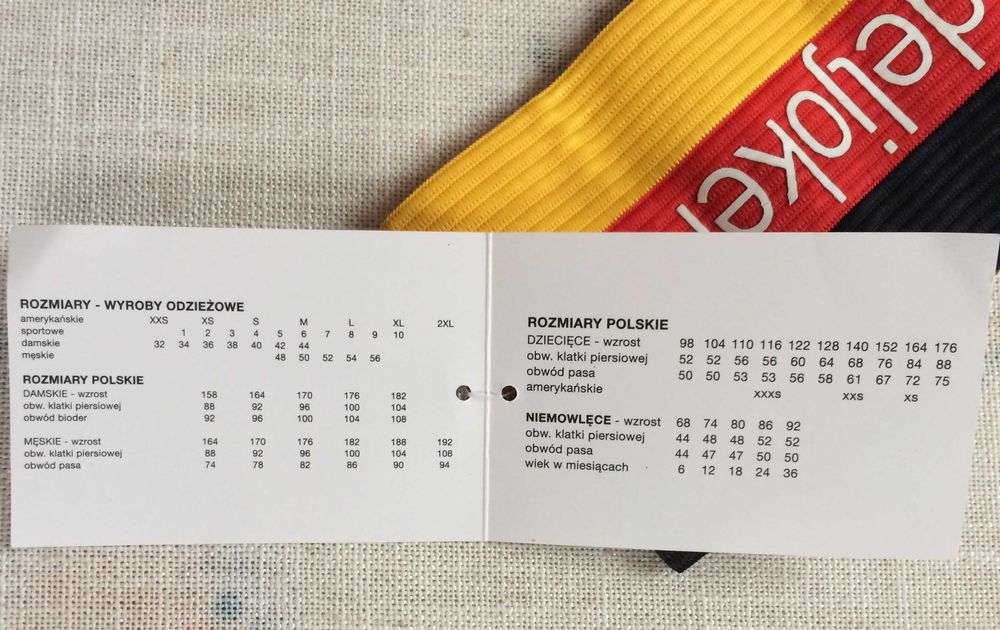 deijoker
ROZMIARY - WYROBY ODZIEŻOWE
amerykańskie XXS XS S M L XL 2XL
sportowe 1 2 3 4 5 6 7 8 9 10
damskie 32 34 36 38 40 42 44
męskie 48 50 52 54 56
ROZMIARY POLSKIE
DAMSKIE - wzrost 158 164 170 176 182
obw. klatki piersiowej 88 92 96 100 104
obwód bioder 92 96 100 104 108
MĘSKIE - wzrost 164 170 176 182 188 192
obw. klatki piersiowej 88 92 96 100 104 108
obwód pasa 74 78 82 86 90 94
ROZMIARY POLSKIE
DZIECIĘCE - wzrost 98 104 110 116 122 128 140 152 164 176
obw. klatki piersiowej 52 52 56 56 60 64 68 76 84 88
obwód pasa 50 50 53 53 56 58 61 67 72 75
amerykańskie xxxs xxs xs
NIEMOWLĘCE - wzrost 68 74 80 86 92
obw. klatki piersiowej 44 48 48 52 52
obwód pasa 44 47 47 50 50
wiek w miesiącach 6 12 18 24 36